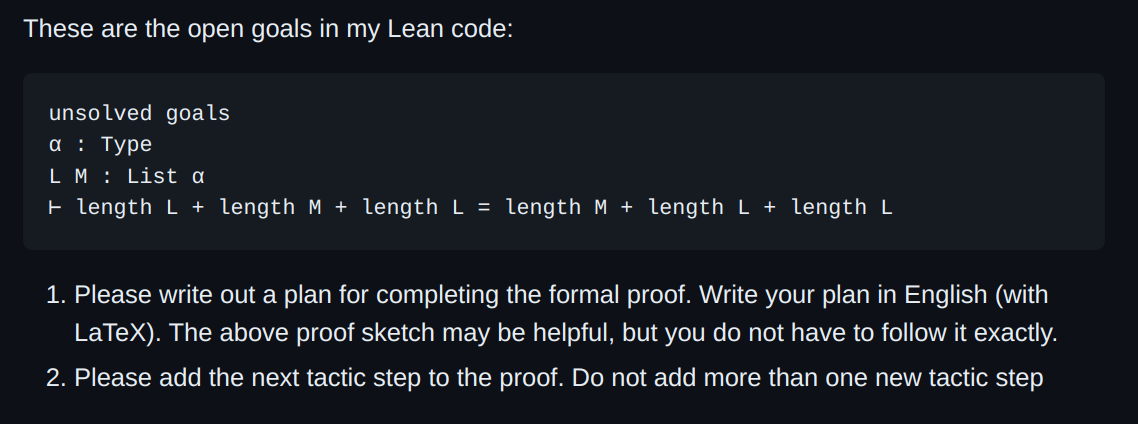 These are the open goals in my Lean code:
unsolved goals
α : Type
L M : List α
⊢ length L + length M + length L = length M + length L + length L
1. Please write out a plan for completing the formal proof. Write your plan in English (with
LaTeX). The above proof sketch may be helpful, but you do not have to follow it exactly.
2. Please add the next tactic step to the proof. Do not add more than one new tactic step